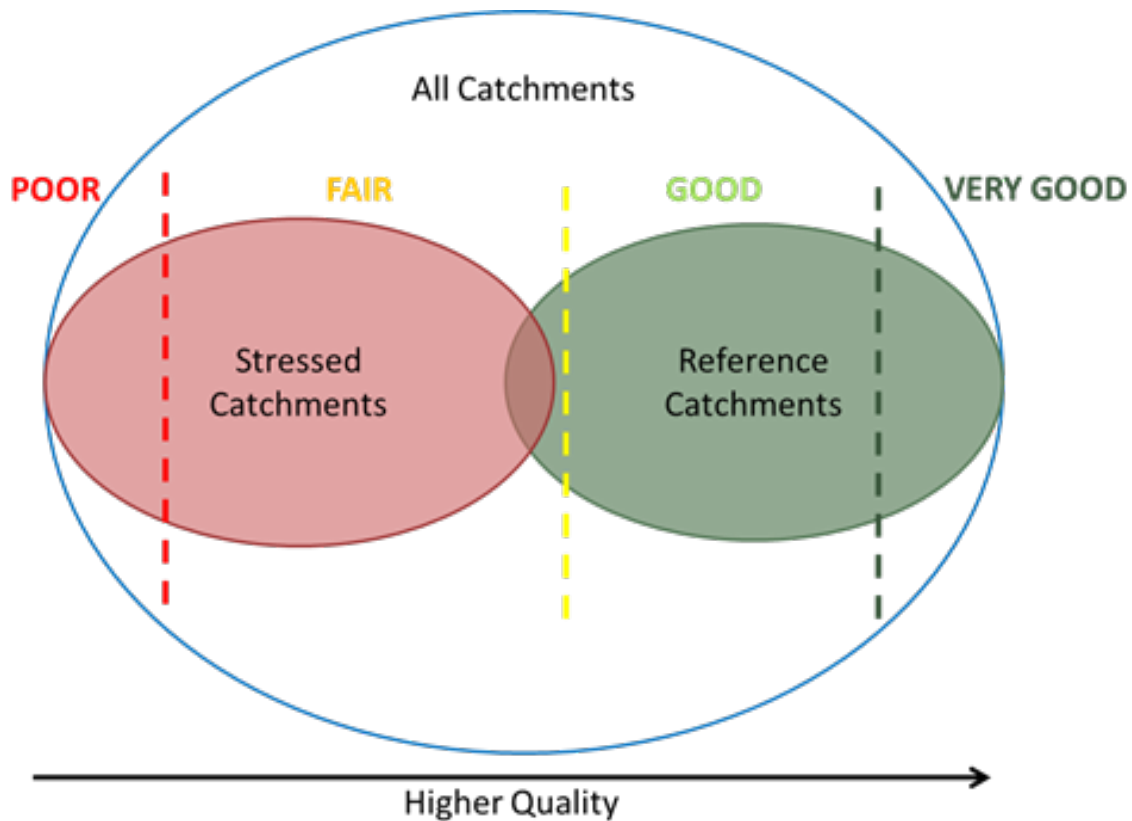 All Catchments
POOR
FAIR
GOOD
VERY GOOD
Stressed
Catchments
Reference
Catchments
Higher Quality